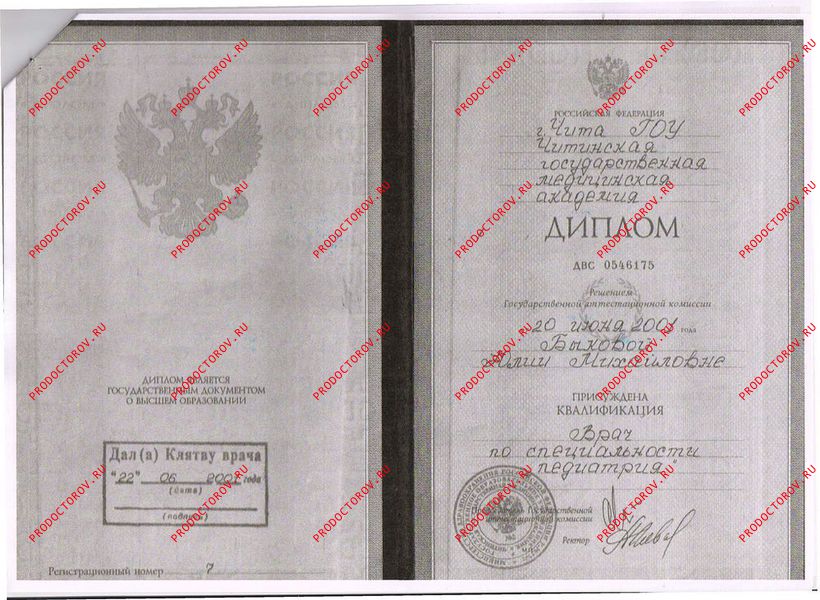 ДИПЛОМ ЯВЛЯЕТСЯ
ГОСУДАРСТВЕННЫМ ДОКУМЕНТОМ
О ВЫСШЕМ ОБРАЗОВАНИИ
Дал(а) Клятву врача
"22" 06 2001 года
(дата)
(подпись)
Регистрационный номер 7
РОССИЙСКАЯ ФЕДЕРАЦИЯ
г. Чита ГОУ
Читинская
государственная
медицинская
академия
ДИПЛОМ
ДВС 0546175
Решением
Государственной аттестационной комиссии
20 июня 2001 года
Быковой
Юлии Михайловне
ПРИСУЖДЕНА
КВАЛИФИКАЦИЯ
Врач
по специальности
"педиатрия"
Председатель Государственной
аттестационной комиссии
Ректор
PRODOCTOROV.RU